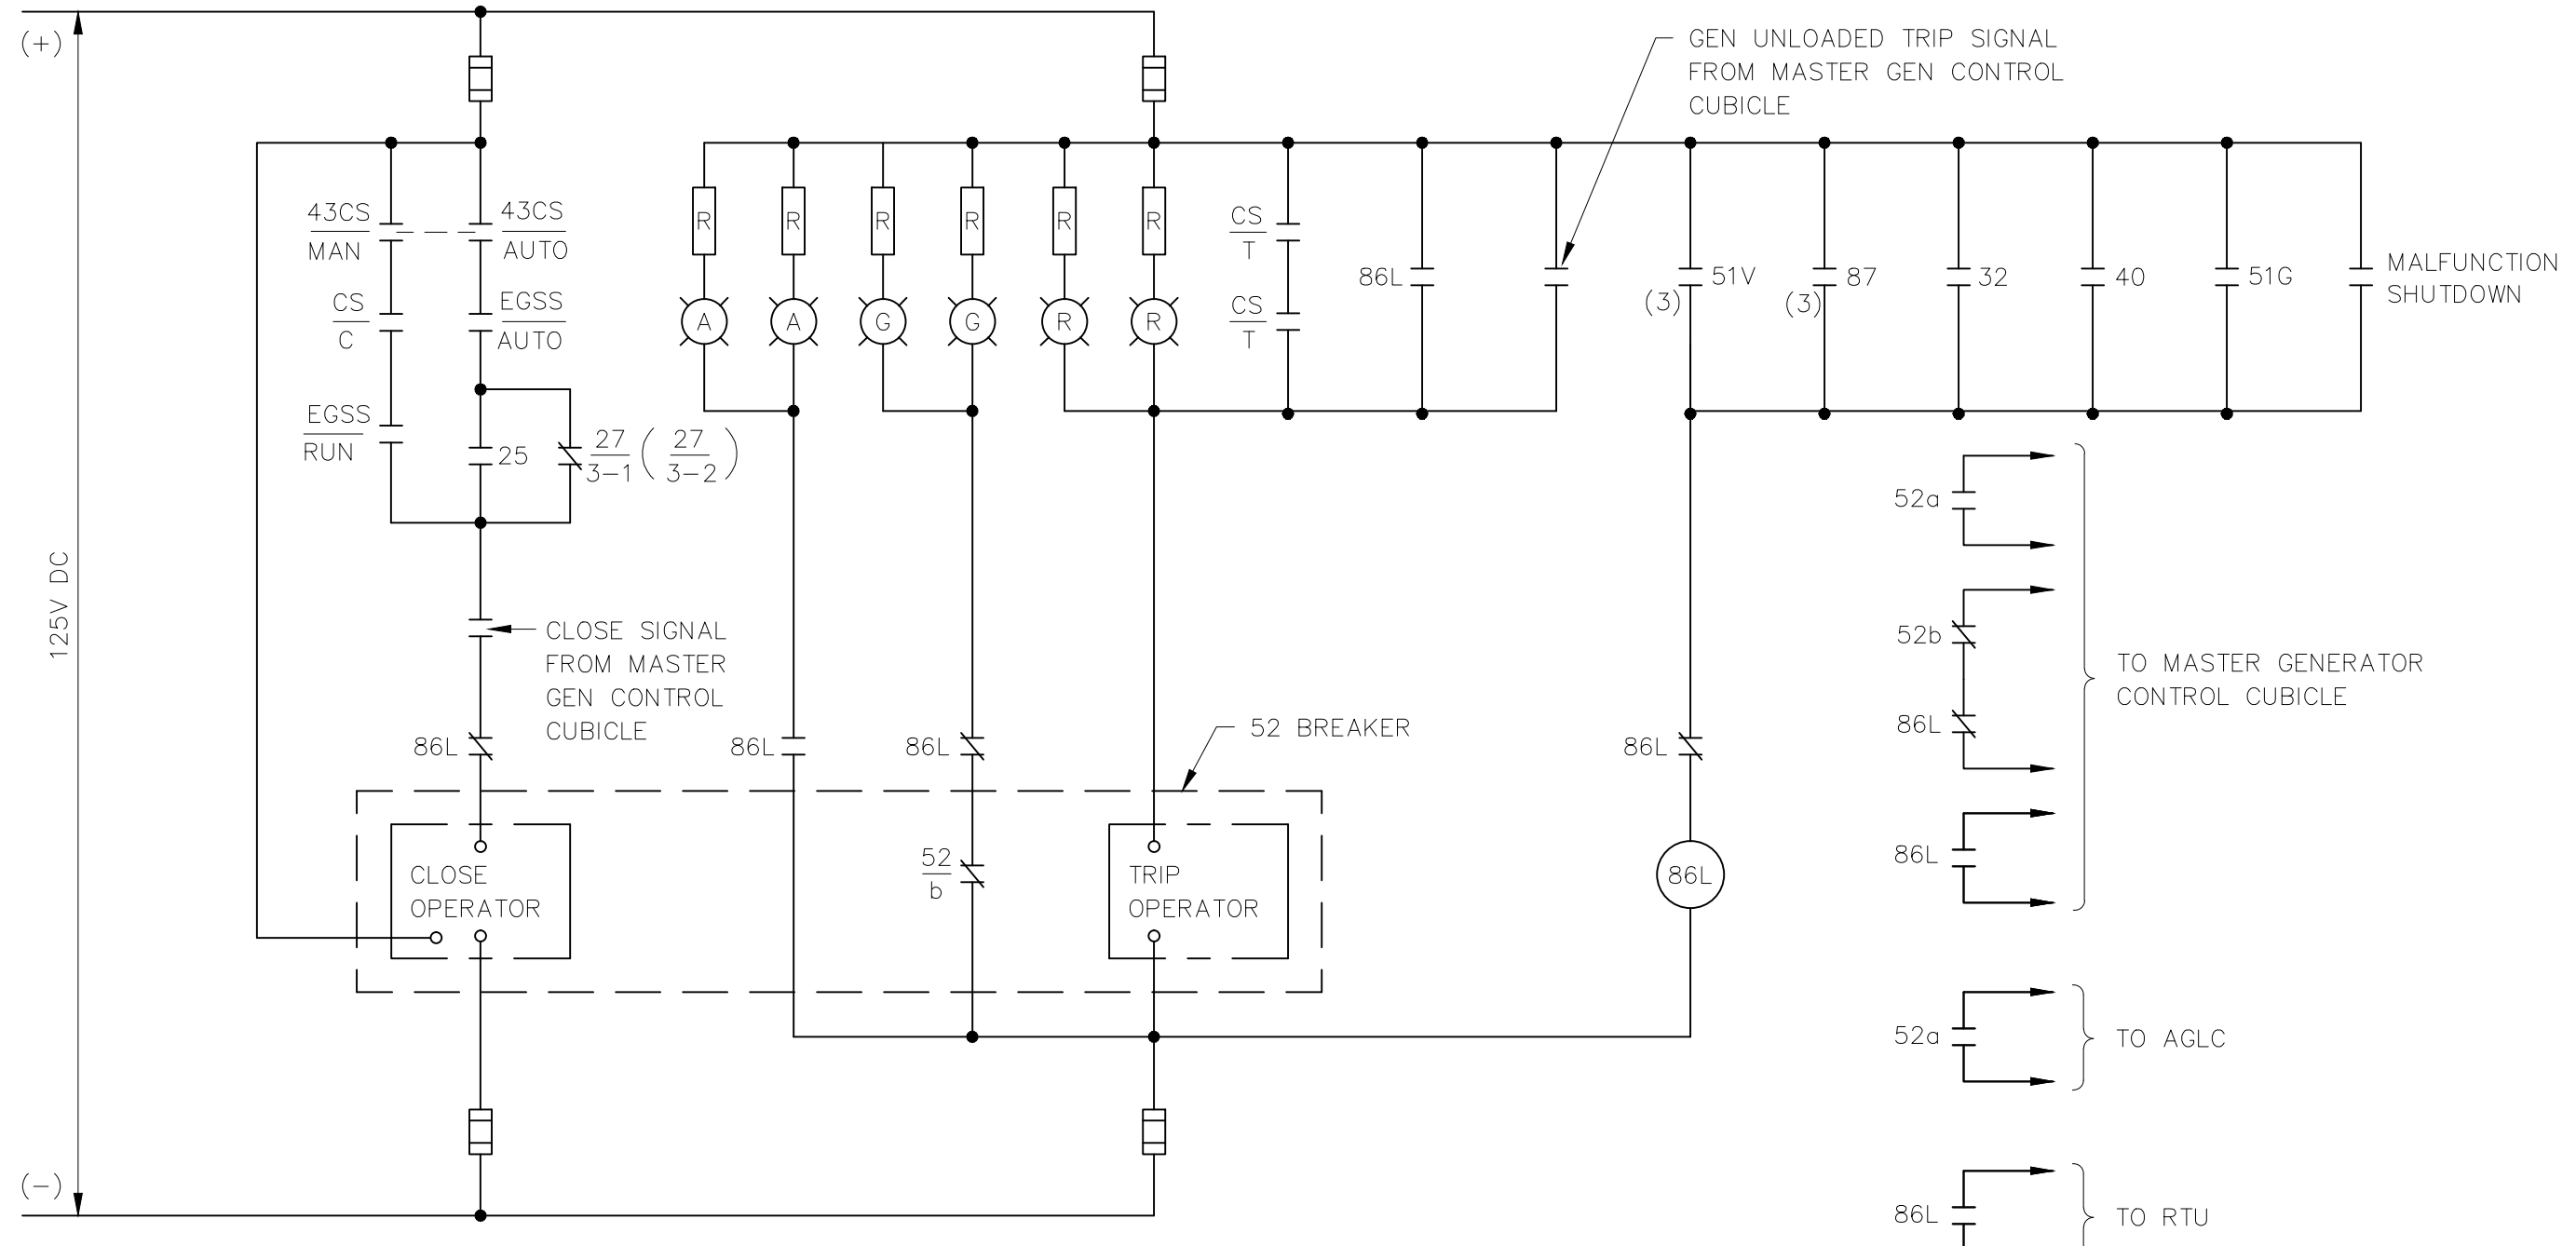 (+)
GEN UNLOADED TRIP SIGNAL
FROM MASTER GEN CONTROL
CUBICLE
43CS
MAN
43CS
AUTO
CS
C
EGSS
AUTO
EGSS
RUN
25
27
3-1
( 27
3-2 )
R
R
R
R
R
R
A
A
G
G
R
R
CS
T
CS
T
86L
51V
(3)
87
(3)
32
40
51G
MALFUNCTION
SHUTDOWN
125V DC
CLOSE SIGNAL
FROM MASTER
GEN CONTROL
CUBICLE
86L
86L
86L
52 BREAKER
86L
CLOSE
OPERATOR
52
b
TRIP
OPERATOR
86L
52a
52b
86L
86L
TO MASTER GENERATOR
CONTROL CUBICLE
52a
TO AGLC
86L
TO RTU
(-)